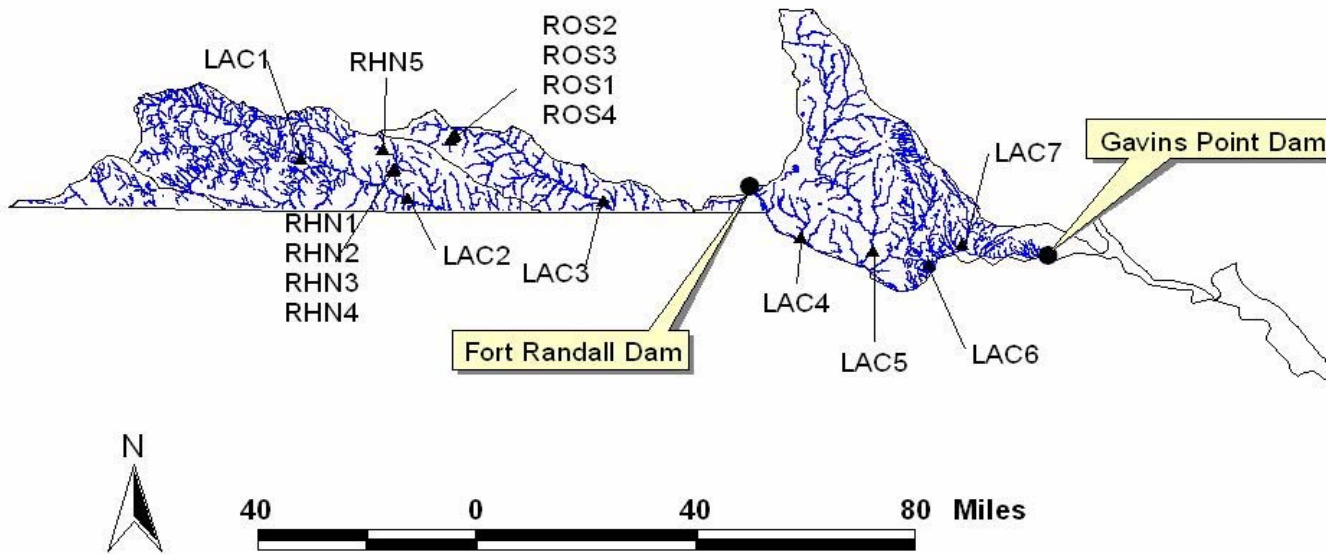 ROS2
ROS3
ROS1
ROS4
LAC1
RHN5
Gavins Point Dam
LAC7
RHN1
RHN2
RHN3
RHN4
LAC2
LAC3
LAC4
LAC5
LAC6
Fort Randall Dam
N
40 0 40 80 Miles